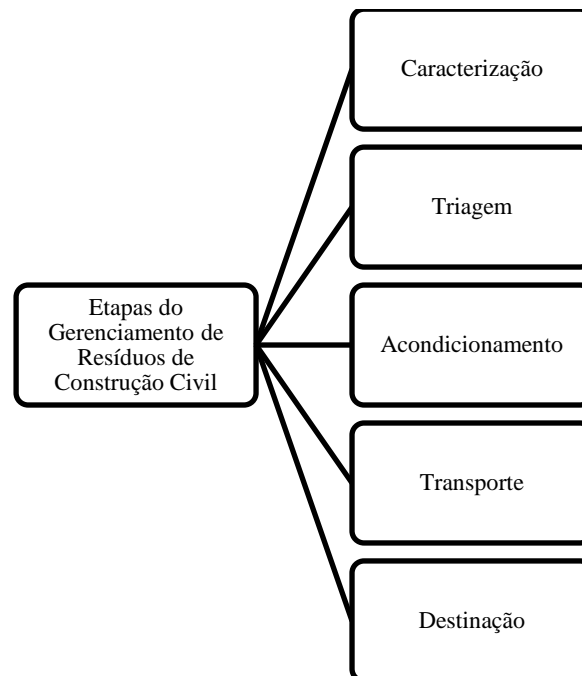 Caracterização
Triagem
Etapas do
Gerenciamento de
Resíduos de
Construção Civil
Acondicionamento
Transporte
Destinação